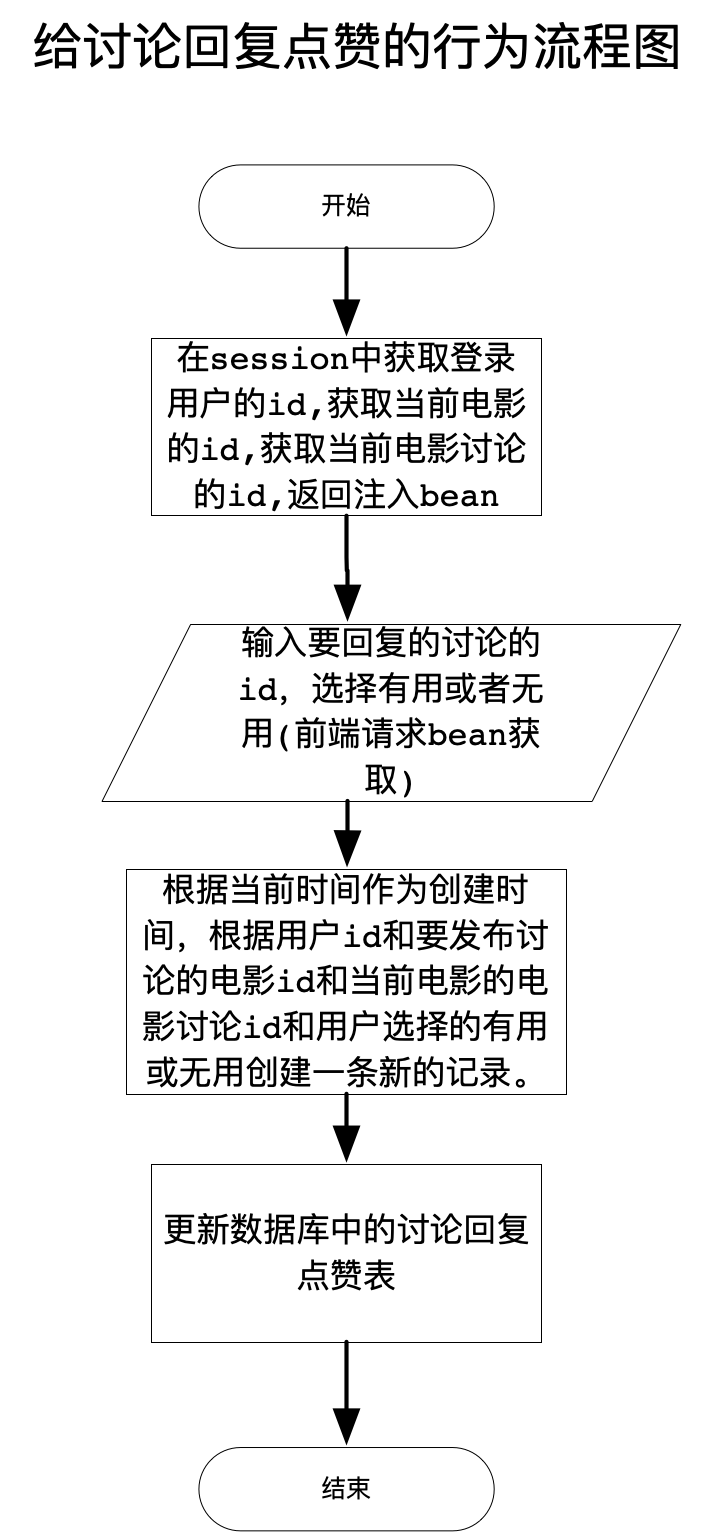 给讨论回复点赞的行为流程图
开始
在session中获取登录
用户的id,获取当前电影
的id,获取当前电影讨论
的id,返回注入bean
输入要回复的讨论的
id，选择有用或者无
用(前端请求bean获
取)
根据当前时间作为创建时
间，根据用户id和要发布讨
论的电影id和当前电影的电
影讨论id和用户选择的有用
或无用创建一条新的记录。
更新数据库中的讨论回复
点赞表
结束